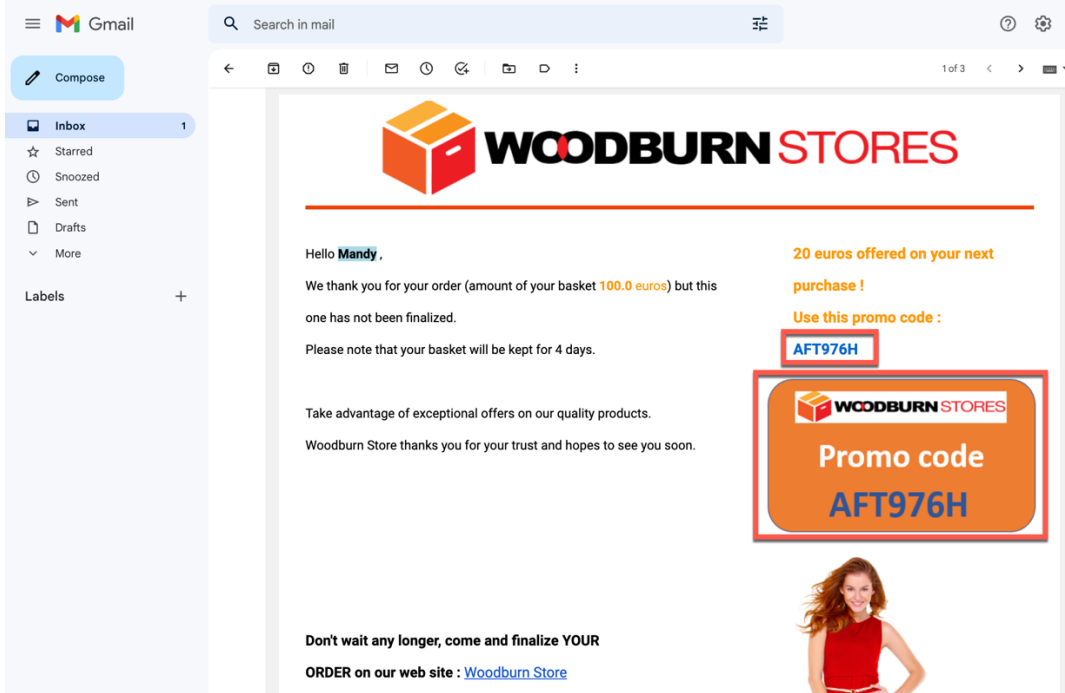 Gmail
Search in mail
Compose
1 of 3
Inbox 1
Starred
Snoozed
Sent
Drafts
More
Labels
WOODBURN STORES
Hello Mandy ,
We thank you for your order (amount of your basket 100.0 euros) but this
one has not been finalized.
Please note that your basket will be kept for 4 days.
Take advantage of exceptional offers on our quality products.
Woodburn Store thanks you for your trust and hopes to see you soon.
Don't wait any longer, come and finalize YOUR
ORDER on our web site : Woodburn Store
20 euros offered on your next
purchase !
Use this promo code :
AFT976H
WOODBURN STORES
Promo code
AFT976H